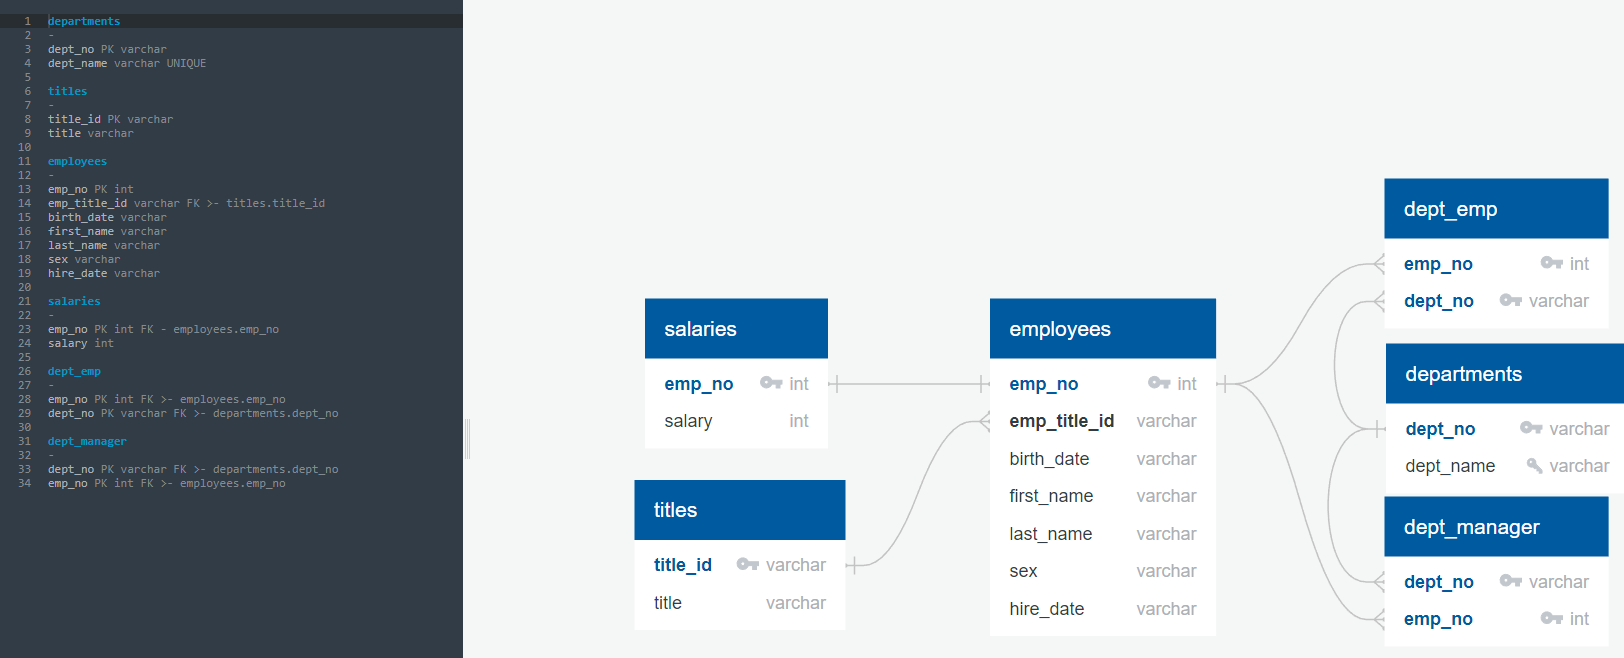 1 departments
2 -
3 dept_no PK varchar
4 dept_name varchar UNIQUE
5
6 titles
7 -
8 title_id PK varchar
9 title varchar
10
11 employees
12 -
13 emp_no PK int
14 emp_title_id varchar FK >- titles.title_id
15 birth_date varchar
16 first_name varchar
17 last_name varchar
18 sex varchar
19 hire_date varchar
20
21 salaries
22 -
23 emp_no PK int FK - employees.emp_no
24 salary int
25
26 dept_emp
27 -
28 emp_no PK int FK >- employees.emp_no
29 dept_no PK varchar FK >- departments.dept_no
30
31 dept_manager
32 -
33 dept_no PK varchar FK >- departments.dept_no
34 emp_no PK int FK >- employees.emp_no
salaries
emp_no int
salary int
titles
title_id varchar
title varchar
employees
emp_no int
emp_title_id varchar
birth_date varchar
first_name varchar
last_name varchar
sex varchar
hire_date varchar
dept_emp
emp_no int
dept_no varchar
departments
dept_no varchar
dept_name varchar
dept_manager
dept_no varchar
emp_no int